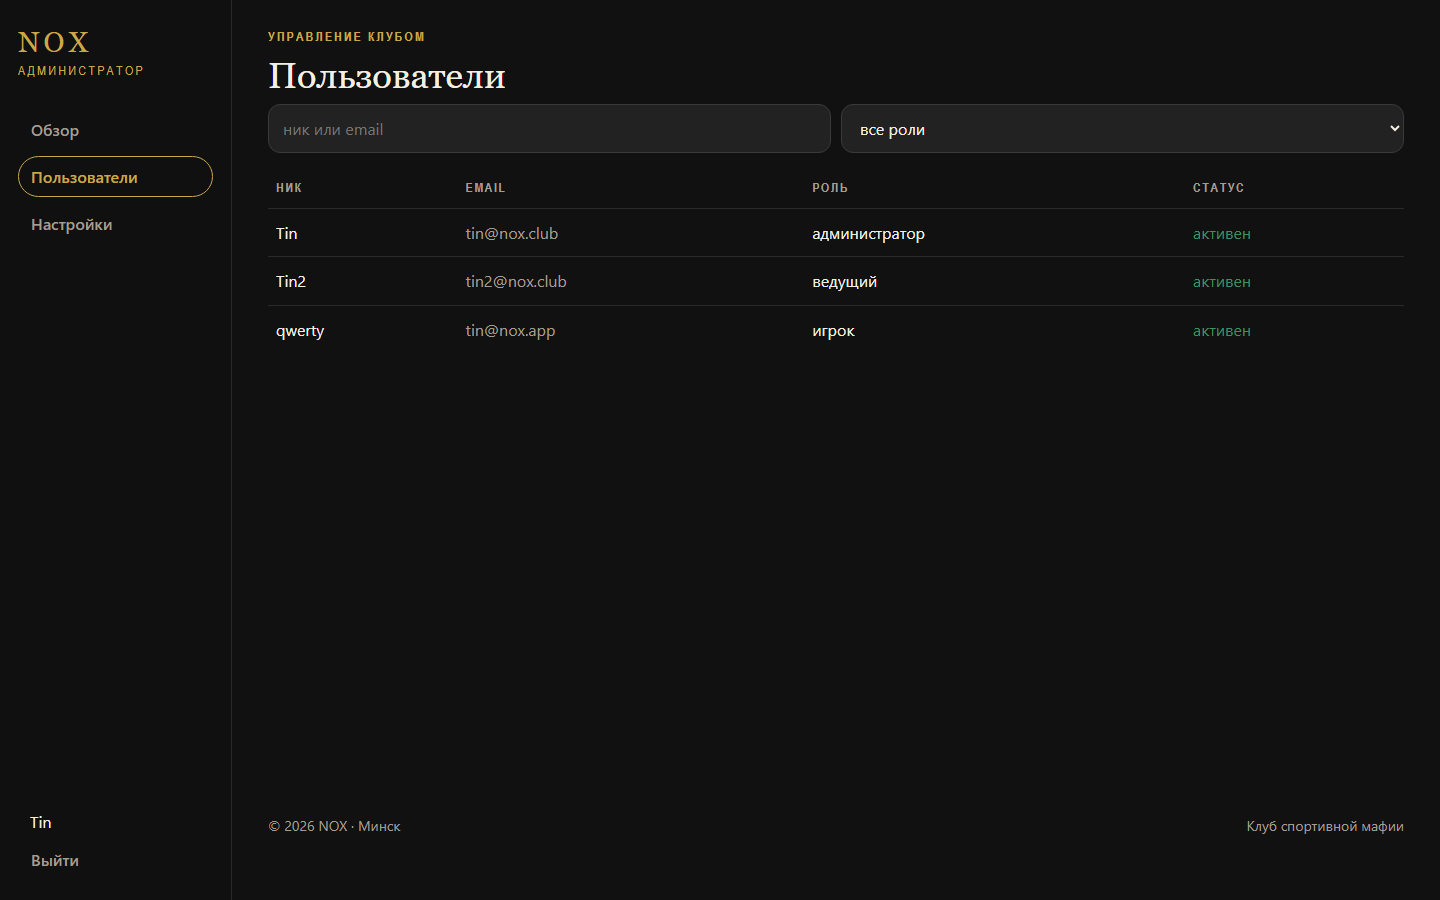 NOX
АДМИНИСТРАТОР
Обзор
Пользователи
Настройки
Tin
Выйти
УПРАВЛЕНИЕ КЛУБОМ
Пользователи
ник или email
все роли
НИК EMAIL РОЛЬ СТАТУС
Tin tin@nox.club администратор активен
Tin2 tin2@nox.club ведущий активен
qwerty tin@nox.app игрок активен
© 2026 NOX · Минск
Клуб спортивной мафии